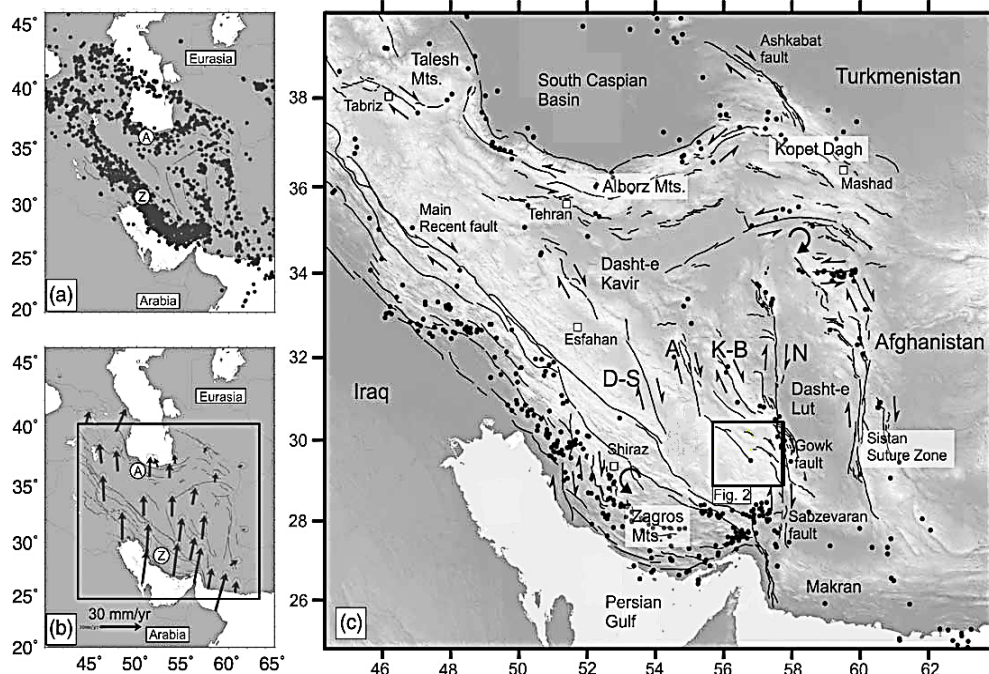 45°
40°
35°
30°
25°
20°
Eurasia
A
Z
(a)
Arabia
45°
40°
35°
30°
25°
20°
Eurasia
A
Z
30 mm/yr
(b)
Arabia
45° 50° 55° 60° 65°
38
36
34
32
30
28
26
46 48 50 52 54 56 58 60 62
Talesh
Mts.
Tabriz
South Caspian
Basin
Ashkabat
fault
Turkmenistan
Kopet Dagh
Mashad
Alborz Mts.
Tehran
Main
Recent fault
Dasht-e
Kavir
Esfahan
Afghanistan
Iraq
D-S
A
K-B
N
Dasht-e
Lut
Shiraz
Gowk
fault
Sistan
Suture Zone
Fig. 2
Zagros
Mts.
Sabzevaran
fault
Makran
Persian
Gulf
(c)